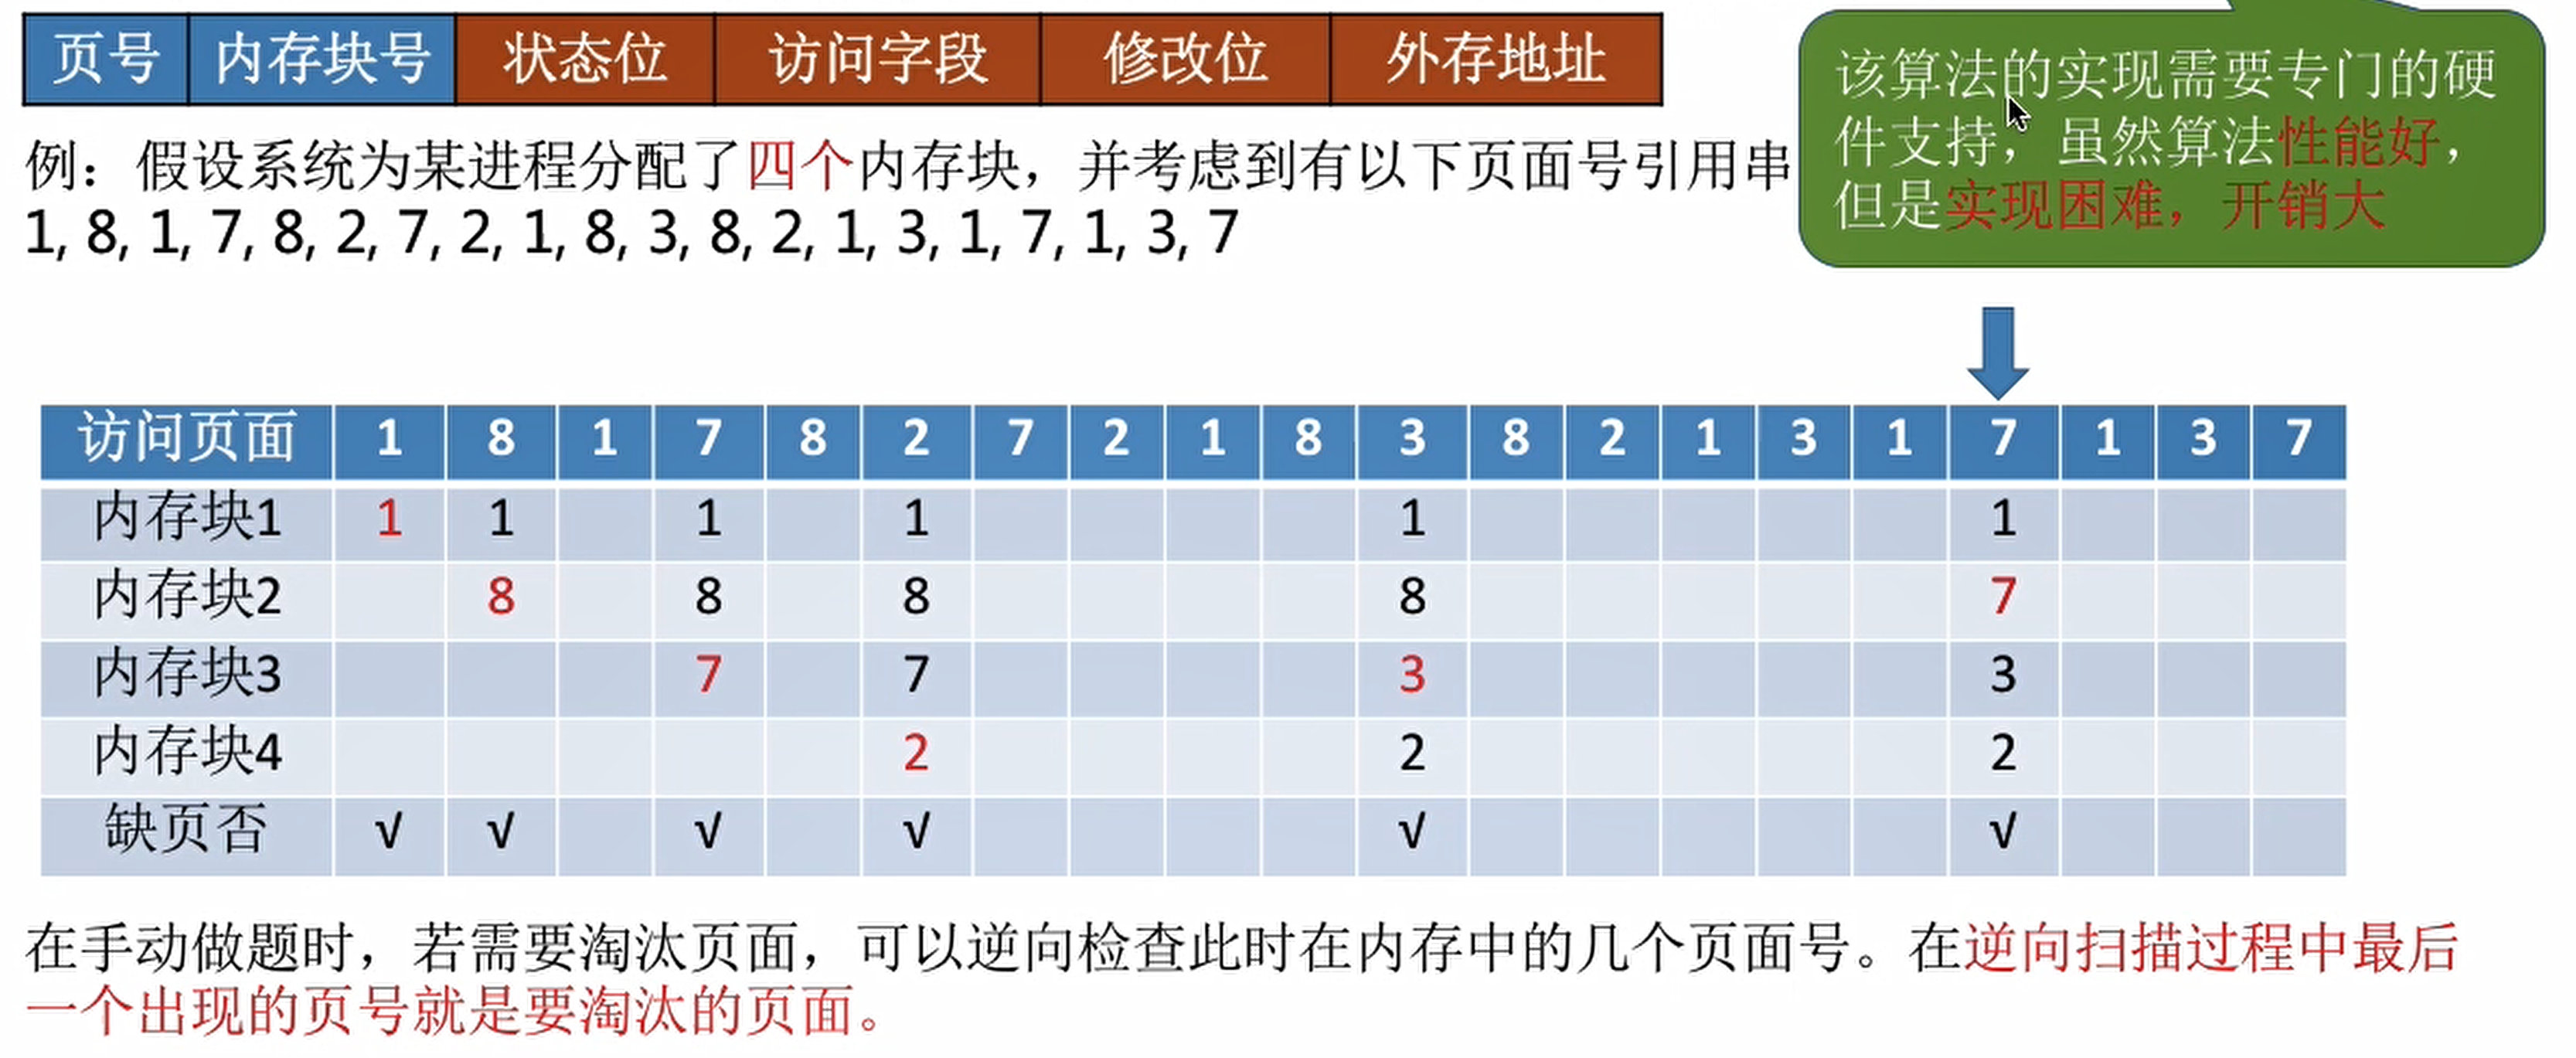 页号 内存块号 状态位 访问字段 修改位 外存地址
该算法的实现需要专门的硬
件支持，虽然算法性能好，
但是实现困难，开销大
例：假设系统为某进程分配了四个内存块，并考虑到有以下页面号引用串
1, 8, 1, 7, 8, 2, 7, 2, 1, 8, 3, 8, 2, 1, 3, 1, 7, 1, 3, 7
访问页面 1 8 1 7 8 2 7 2 1 8 3 8 2 1 3 1 7 1 3 7
内存块1 1 1 1 1 1 1
内存块2 8 8 8 8 7
内存块3 7 7 3 3
内存块4 2 2 2
缺页否 √ √ √ √ √ √
在手动做题时，若需要淘汰页面，可以逆向检查此时在内存中的几个页面号。在逆向扫描过程中最后
一个出现的页号就是要淘汰的页面。